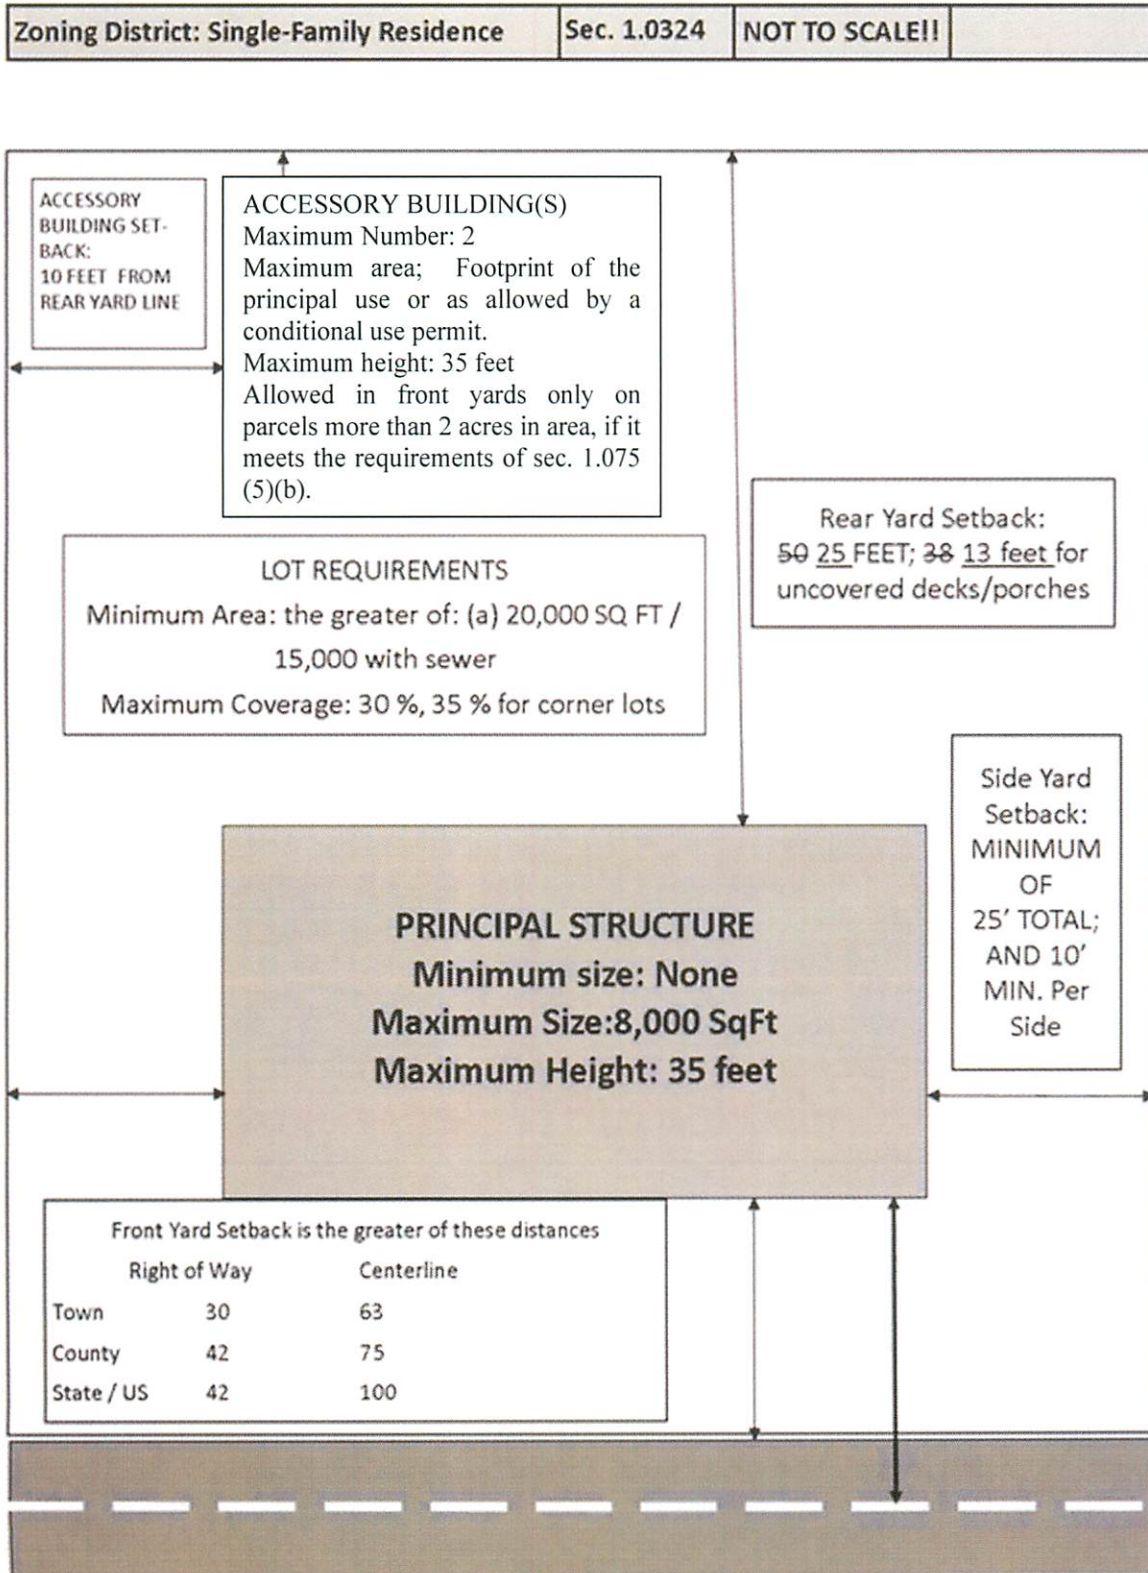 Zoning District: Single-Family Residence Sec. 1.0324 NOT TO SCALE!!
ACCESSORY
BUILDING SET-
BACK:
10 FEET FROM
REAR YARD LINE
ACCESSORY BUILDING(S)
Maximum Number: 2
Maximum area; Footprint of the
principal use or as allowed by a
conditional use permit.
Maximum height: 35 feet
Allowed in front yards only on
parcels more than 2 acres in area, if it
meets the requirements of sec. 1.075
(5)(b).
Rear Yard Setback:
50 25 FEET; 38 13 feet for
uncovered decks/porches
LOT REQUIREMENTS
Minimum Area: the greater of: (a) 20,000 SQ FT /
15,000 with sewer
Maximum Coverage: 30 %, 35 % for corner lots
Side Yard
Setback:
MINIMUM
OF
25' TOTAL;
AND 10'
MIN. Per
Side
PRINCIPAL STRUCTURE
Minimum size: None
Maximum Size:8,000 SqFt
Maximum Height: 35 feet
Front Yard Setback is the greater of these distances
Right of Way Centerline
Town 30 63
County 42 75
State / US 42 100